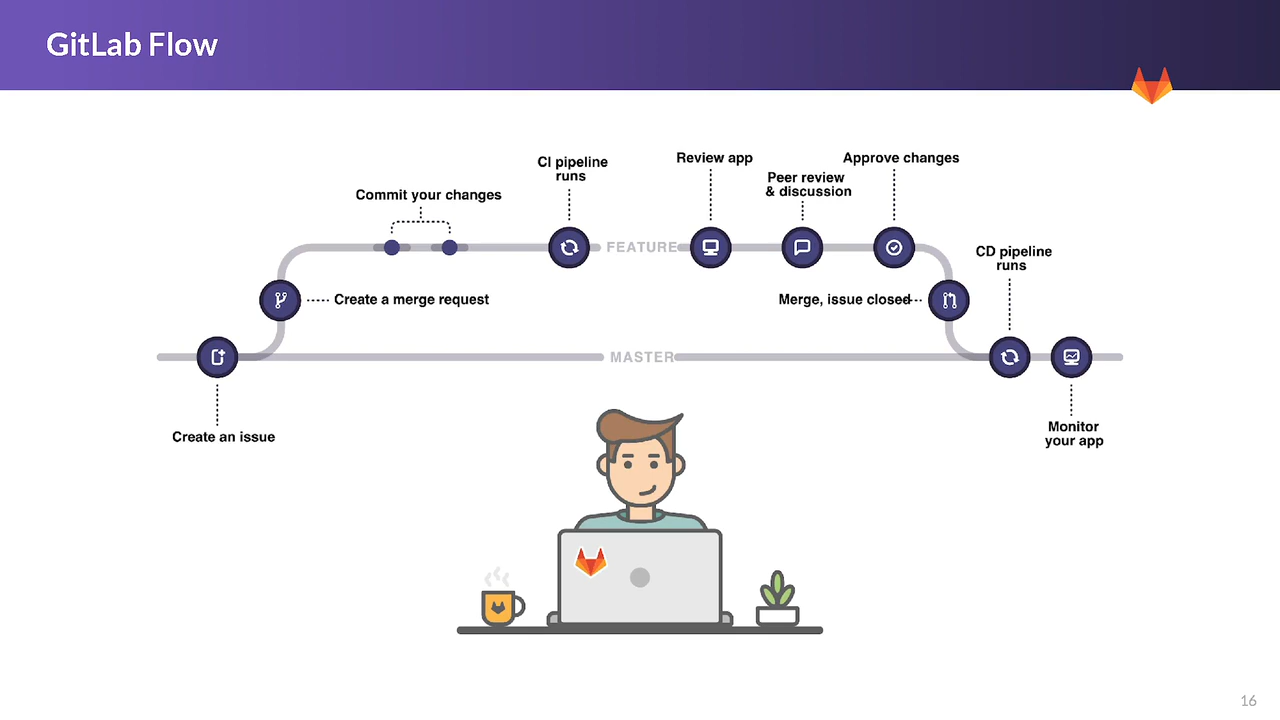 GitLab Flow
CI pipeline
runs
Review app
Approve changes
Peer review
& discussion
Commit your changes
FEATURE
CD pipeline
runs
Create a merge request
Merge, issue closed
MASTER
Create an issue
Monitor
your app
16